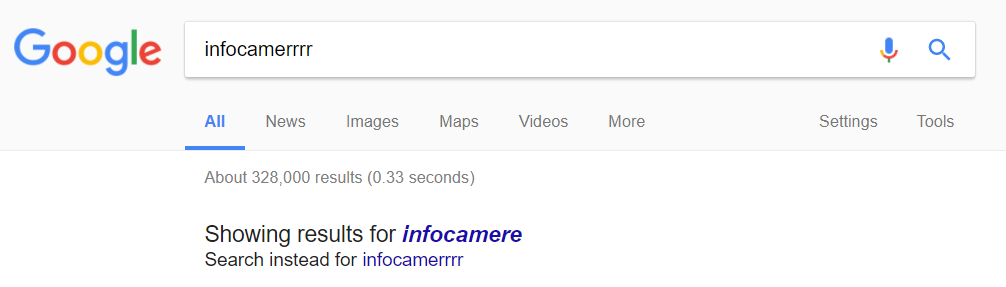 Google infocamerrrr
All News Images Maps Videos More Settings Tools
About 328,000 results (0.33 seconds)
Showing results for infocamere
Search instead for infocamerrrr